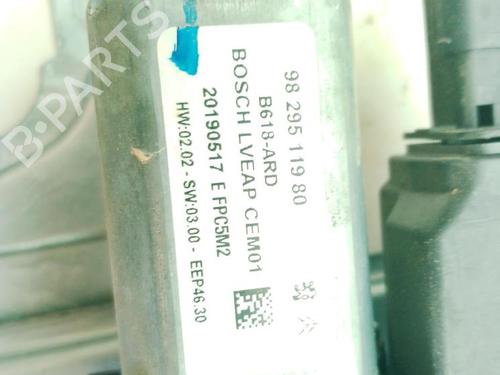 98 295 119 80
B618-ARD
BOSCH LVEAP CEM01
20190517 E FPC5M2
HW:02.02 - SW:03.00 - EEP46.30
B-PARTS